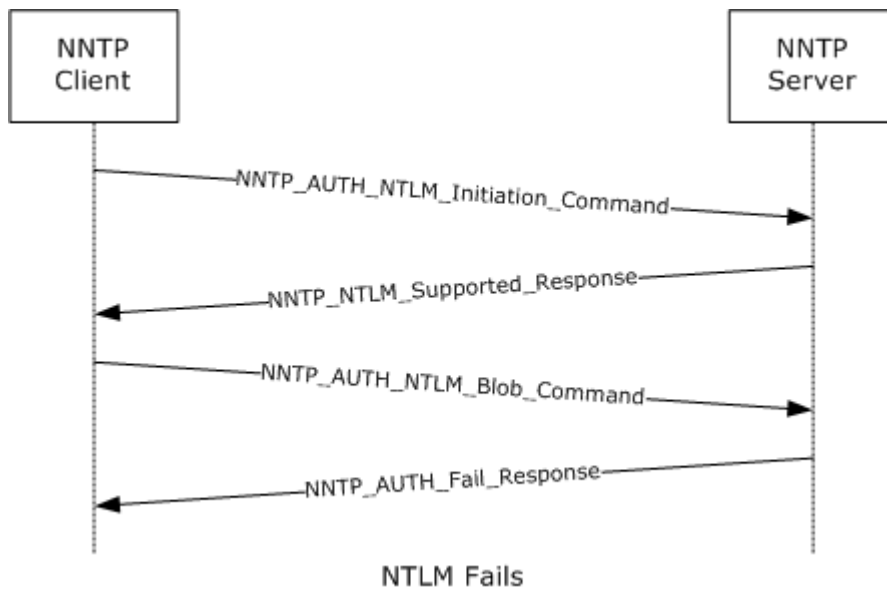 NNTP
Client
NNTP
Server
NNTP_AUTH_NTLM_Initiation_Command
NNTP_NTLM_Supported_Response
NNTP_AUTH_NTLM_Blob_Command
NNTP_AUTH_Fail_Response
NTLM Fails